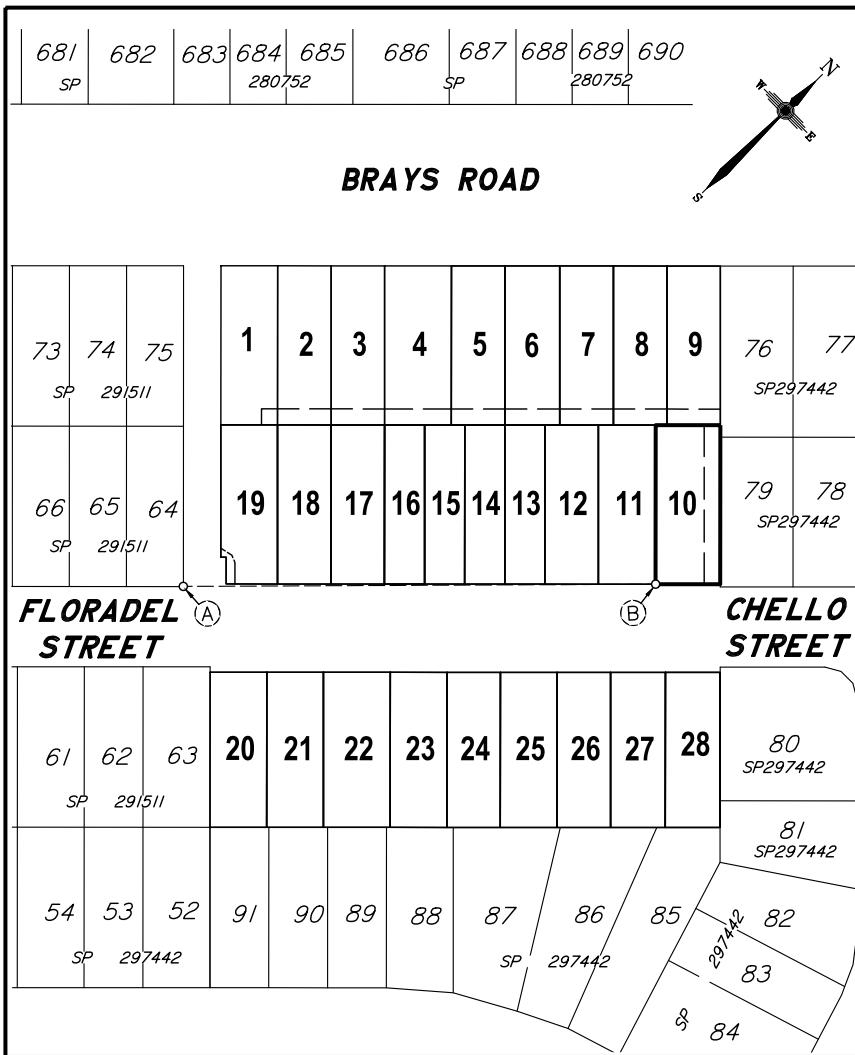 681 682 683 684 685 686 687 688 689 690
SP 280752 SP 280752
N
W
E
S
BRAYS ROAD
1 2 3 4 5 6 7 8 9
73 74 75 76 77
SP 291511 SP297442
19 18 17 16 15 14 13 12 11 10
66 65 64 79 78
SP 291511 SP297442
FLORADEL STREET
A
B
CHELLO STREET
61 62 63 20 21 22 23 24 25 26 27 28 80
SP 291511 SP297442
81
SP297442
54 53 52 91 90 89 88 87 86 85 82
SP 297442 SP 297442 297442
83
SP 84